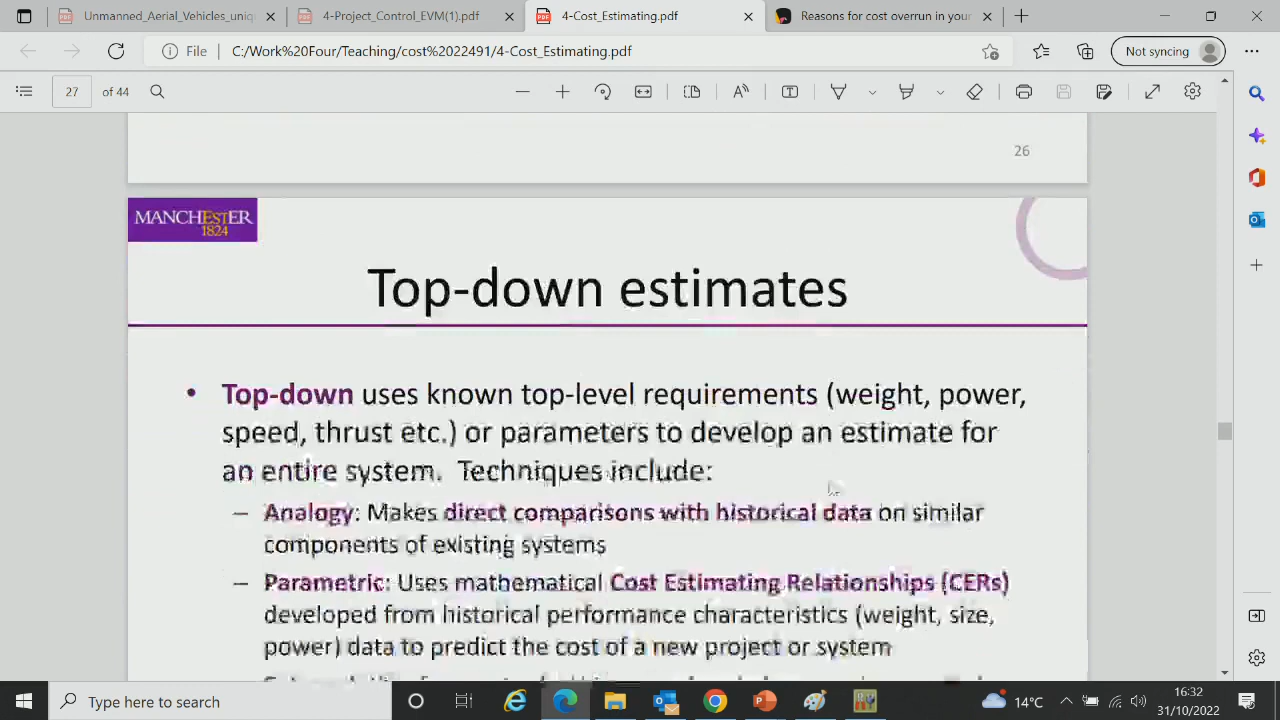 Unmanned_Aerial_Vehicles_uniq
4-Project_Control_EVM(1).pdf
4-Cost_Estimating.pdf
Reasons for cost overrun in your
File
C:/Work%20Four/Teaching/cost%2022491/4-Cost_Estimating.pdf
Not syncing
27 of 44
26
MANCHESTER
1824
Top-down estimates
• Top-down uses known top-level requirements (weight, power,
speed, thrust etc.) or parameters to develop an estimate for
an entire system. Techniques include:
– Analogy: Makes direct comparisons with historical data on similar
components of existing systems
– Parametric: Uses mathematical Cost Estimating Relationships (CERs)
developed from historical performance characteristics (weight, size,
power) data to predict the cost of a new project or system
Type here to search
14°C
16:32
31/10/2022